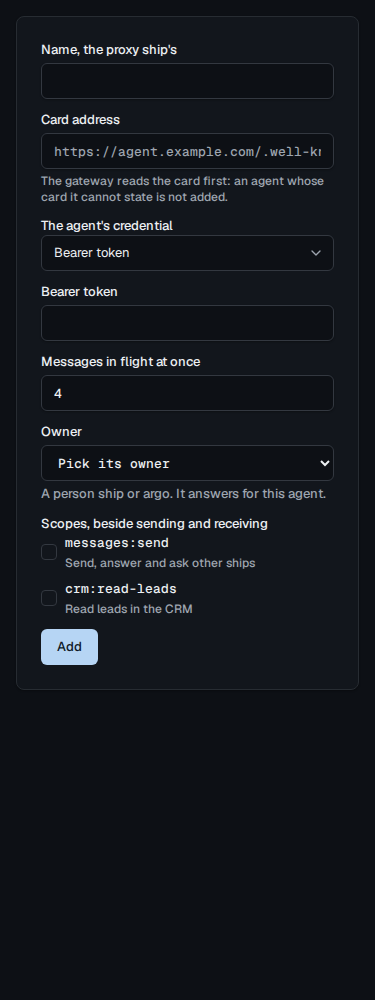 Name, the proxy ship's
Card address
https://agent.example.com/.well-kn
The gateway reads the card first: an agent whose
card it cannot state is not added.
The agent's credential
Bearer token
Bearer token
Messages in flight at once
4
Owner
Pick its owner
A person ship or argo. It answers for this agent.
Scopes, beside sending and receiving
messages:send
Send, answer and ask other ships
crm:read-leads
Read leads in the CRM
Add